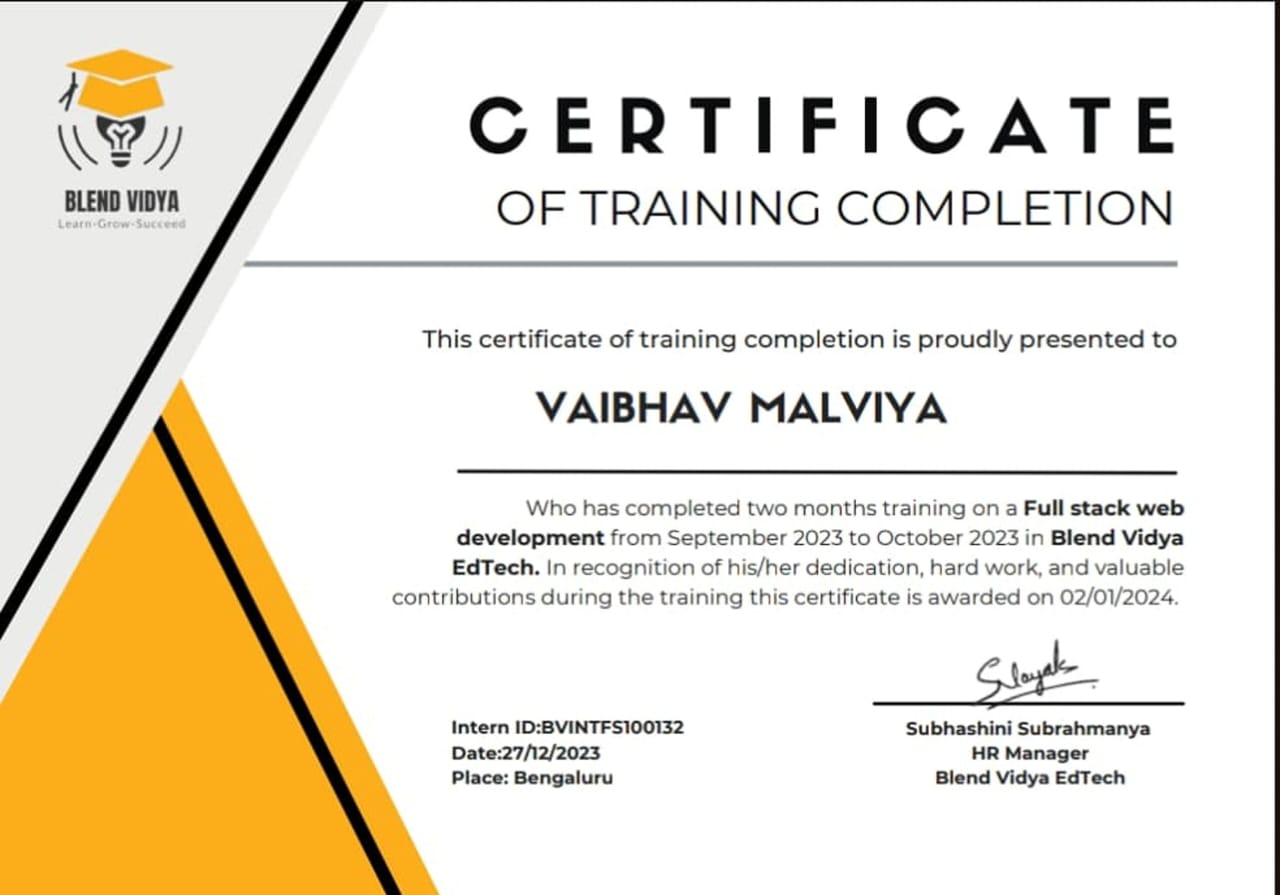 BLEND VIDYA
Learn-Grow-Succeed
CERTIFICATE
OF TRAINING COMPLETION
This certificate of training completion is proudly presented to
VAIBHAV MALVIYA
Who has completed two months training on a Full stack web
development from September 2023 to October 2023 in Blend Vidya
EdTech. In recognition of his/her dedication, hard work, and valuable
contributions during the training this certificate is awarded on 02/01/2024.
Intern ID:BVINTFS100132
Date:27/12/2023
Place: Bengaluru
Subhashini Subrahmanya
HR Manager
Blend Vidya EdTech